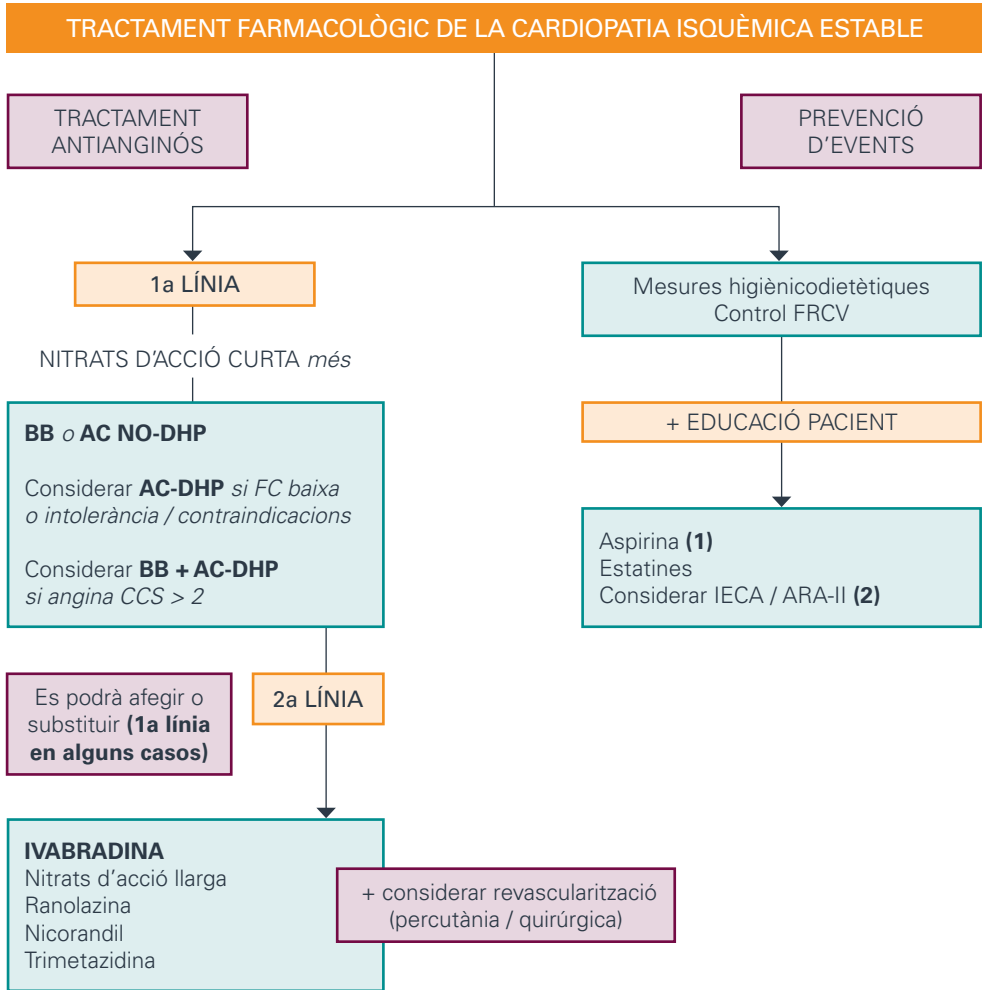 TRACTAMENT FARMACOLÒGIC DE LA CARDIOPATIA ISQUÈMICA ESTABLE
TRACTAMENT
ANTIANGINÓS
PREVENCIÓ
D'EVENTS
1a LÍNIA
NITRATS D'ACCIÓ CURTA més
BB o AC NO-DHP
Considerar AC-DHP si FC baixa
o intolerància / contraindicacions
Considerar BB + AC-DHP
si angina CCS > 2
Es podrà afegir o
substituir (1a línia
en alguns casos)
2a LÍNIA
IVABRADINA
Nitrats d'acció llarga
Ranolazina
Nicorandil
Trimetazidina
+ considerar revascularització
(percutània / quirúrgica)
Mesures higiènicodietètiques
Control FRCV
+ EDUCACIÓ PACIENT
Aspirina (1)
Estatines
Considerar IECA / ARA-II (2)